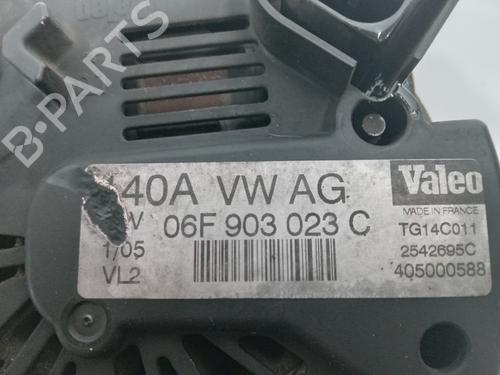 B-PARTS
40A VW AG
Valeo
V 06F 903 023 C
MADE IN FRANCE
1/05
TG14C011
VL2
2542695C
405000588